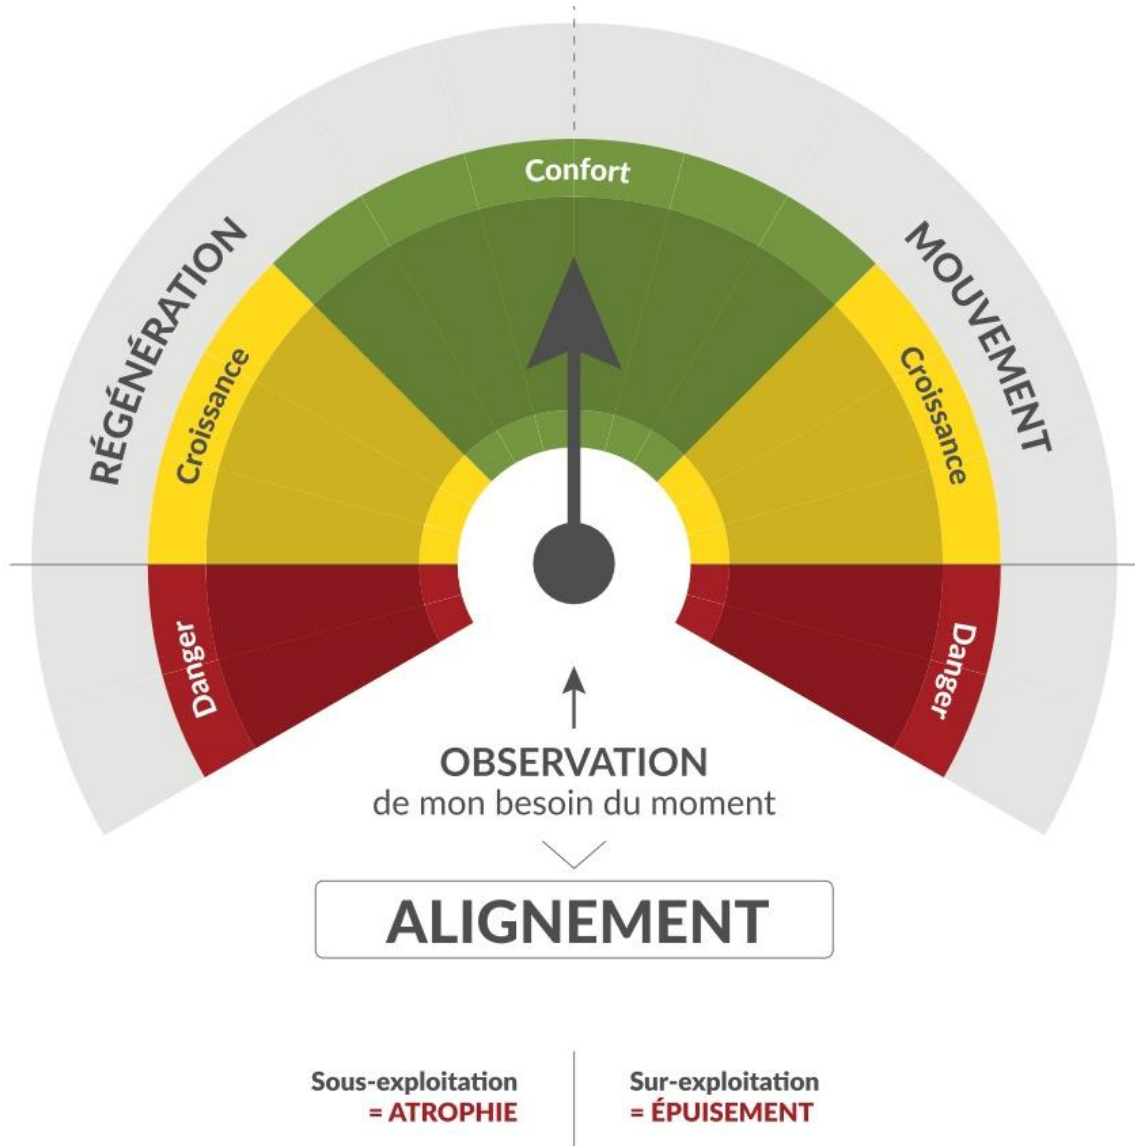 Confort
RÉGÉNÉRATION
MOUVEMENT
Croissance
Croissance
Danger
Danger
OBSERVATION
de mon besoin du moment
ALIGNEMENT
Sous-exploitation
= ATROPHIE
Sur-exploitation
= ÉPUISEMENT